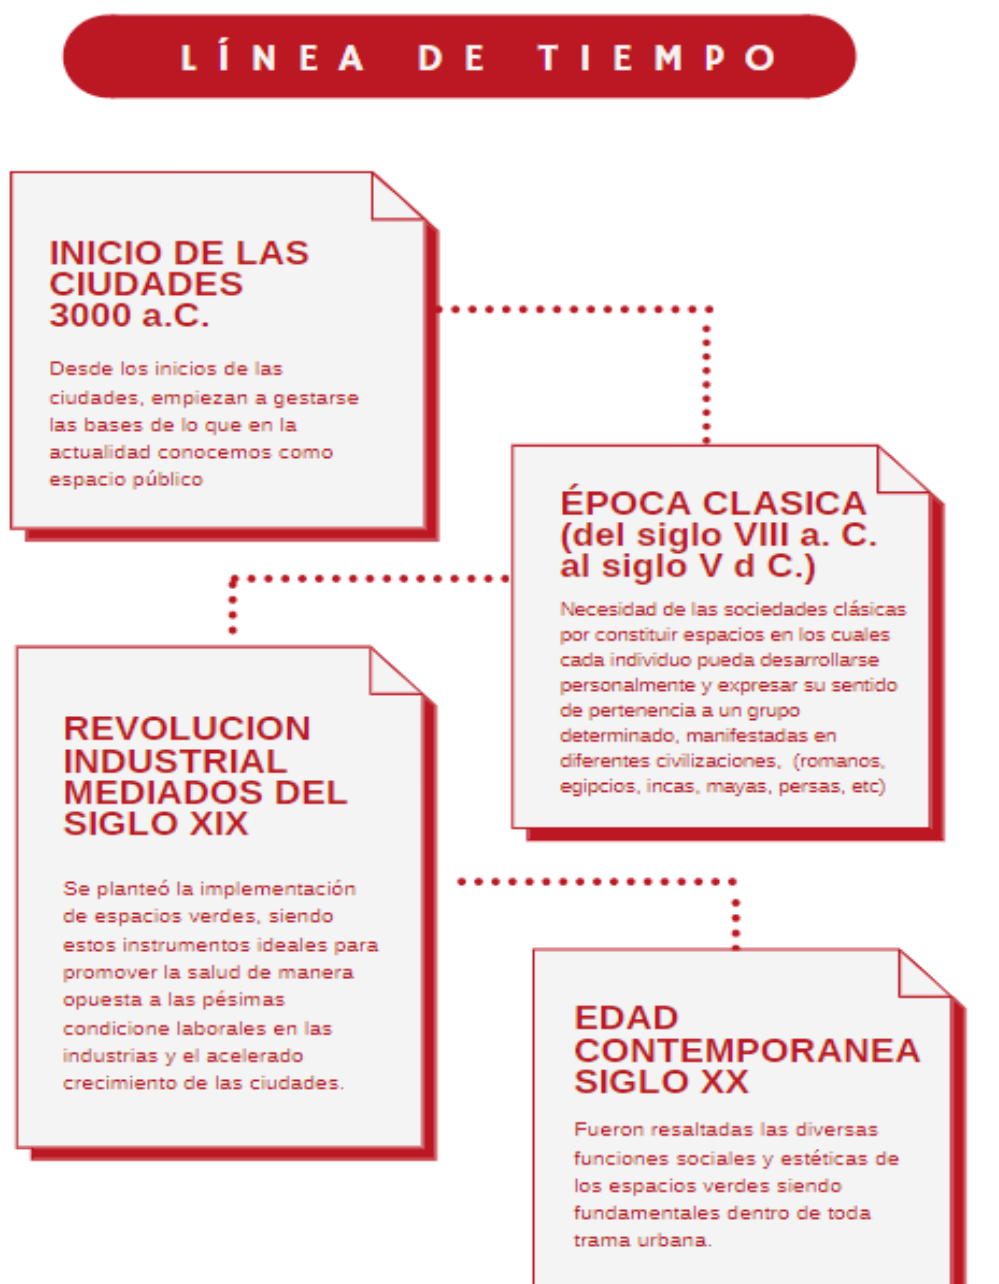 LÍNEA DE TIEMPO
INICIO DE LAS
CIUDADES
3000 a.C.
Desde los inicios de las
ciudades, empiezan a gestarse
las bases de lo que en la
actualidad conocemos como
espacio público
ÉPOCA CLASICA
(del siglo VIII a. C.
al siglo V d C.)
Necesidad de las sociedades clásicas
por constituir espacios en los cuales
cada individuo pueda desarrollarse
personalmente y expresar su sentido
de pertenencia a un grupo
determinado, manifestadas en
diferentes civilizaciones, (romanos,
egipcios, incas, mayas, persas, etc)
REVOLUCION
INDUSTRIAL
MEDIADOS DEL
SIGLO XIX
Se planteó la implementación
de espacios verdes, siendo
estos instrumentos ideales para
promover la salud de manera
opuesta a las pésimas
condicione laborales en las
industrias y el acelerado
crecimiento de las ciudades.
EDAD
CONTEMPORANEA
SIGLO XX
Fueron resaltadas las diversas
funciones sociales y estéticas de
los espacios verdes siendo
fundamentales dentro de toda
trama urbana.